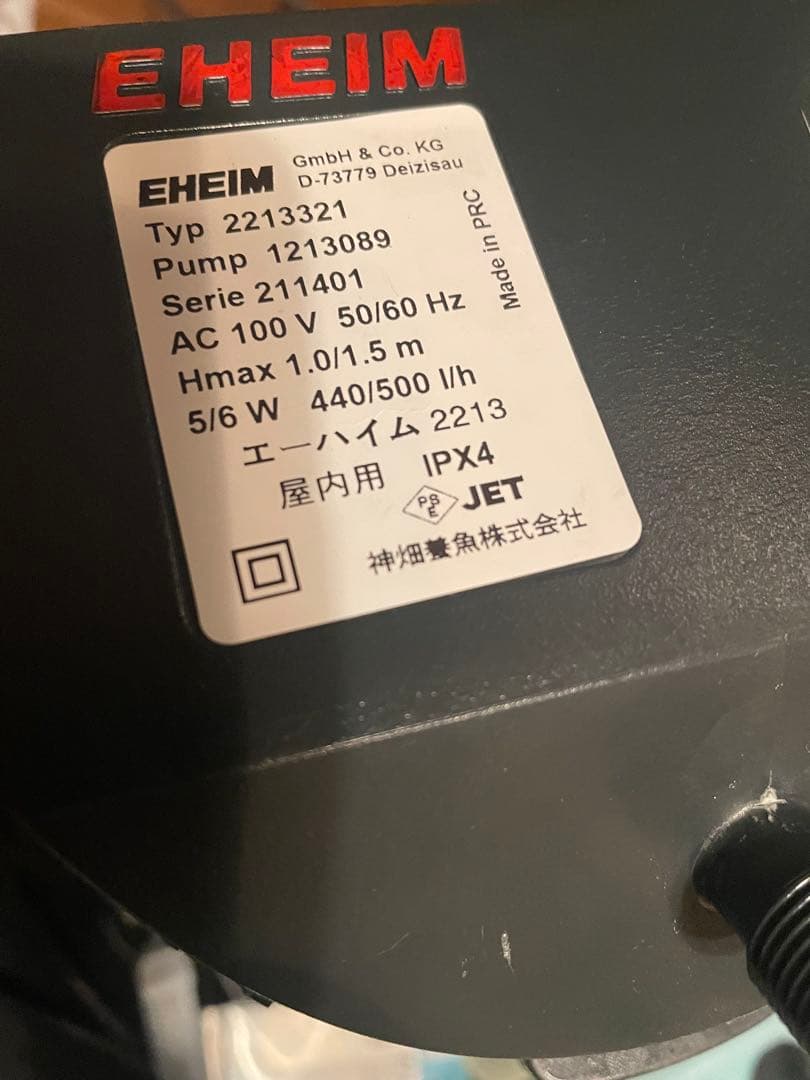 EHEIM
EHEIM GmbH & Co. KG
D-73779 Deizisau
Typ 2213321
Pump 1213089
Serie 211401
AC 100 V 50/60 Hz
Hmax 1.0/1.5 m
5/6 W 440/500 l/h
エーハイム 2213
屋内用 IPX4
PSE JET
神畑養魚株式会社
Made in PRC